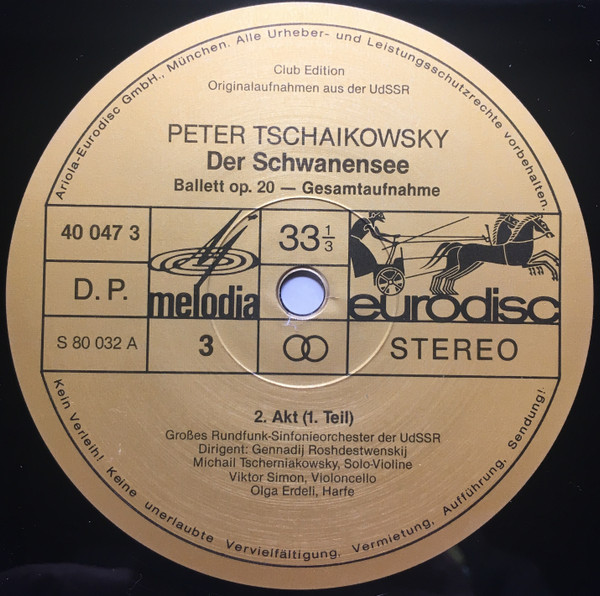 Ariola-Eurodisc GmbH., München. Alle Urheber- und Leistungsschutzrechte vorbehalten.
Club Edition
Originalaufnahmen aus der UdSSR
PETER TSCHAIKOWSKY
Der Schwanensee
Ballett op. 20 — Gesamtaufnahme
40 047 3
33 1/3
D. P.
melodia
eurodisc
S 80 032 A
3
STEREO
2. Akt (1. Teil)
Großes Rundfunk-Sinfonieorchester der UdSSR
Dirigent: Gennadij Roshdestwenskij
Michail Tscherniakowsky, Solo-Violine
Viktor Simon, Violoncello
Olga Erdeli, Harfe
Kein Verleih! Keine unerlaubte Vervielfältigung, Vermietung, Aufführung, Sendung!